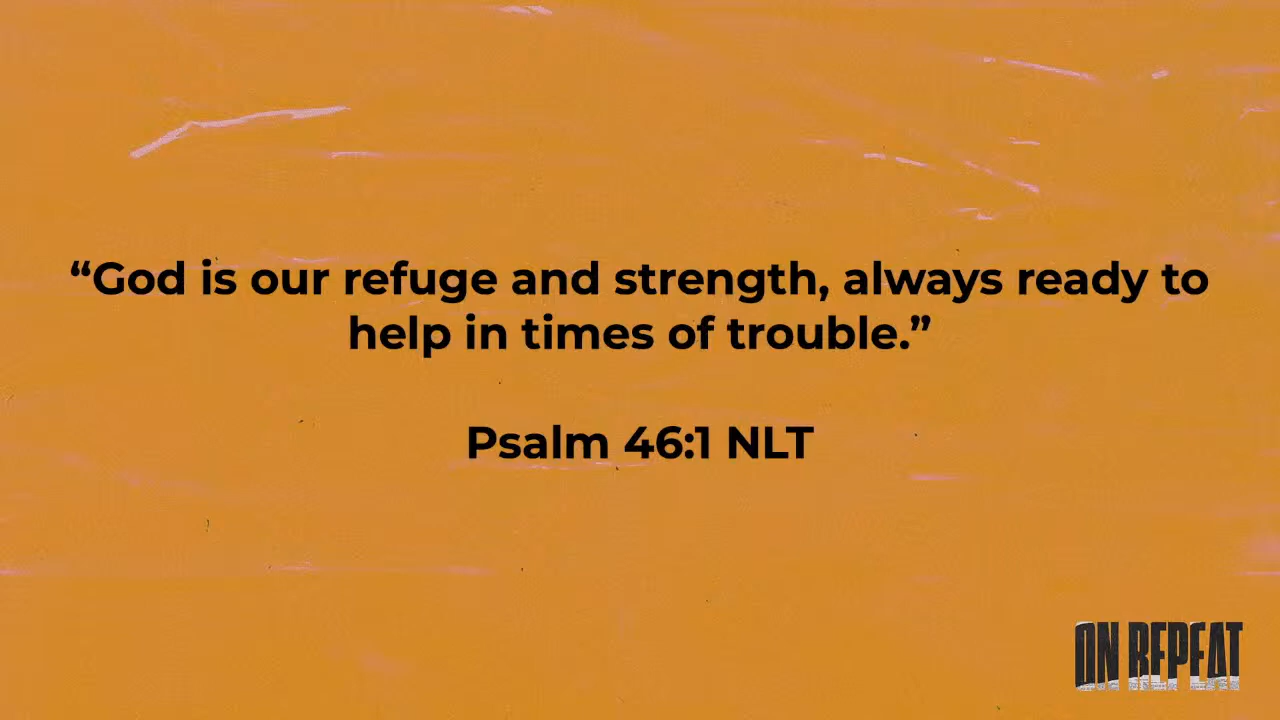 “God is our refuge and strength, always ready to
help in times of trouble.”
Psalm 46:1 NLT
ON REPEAT